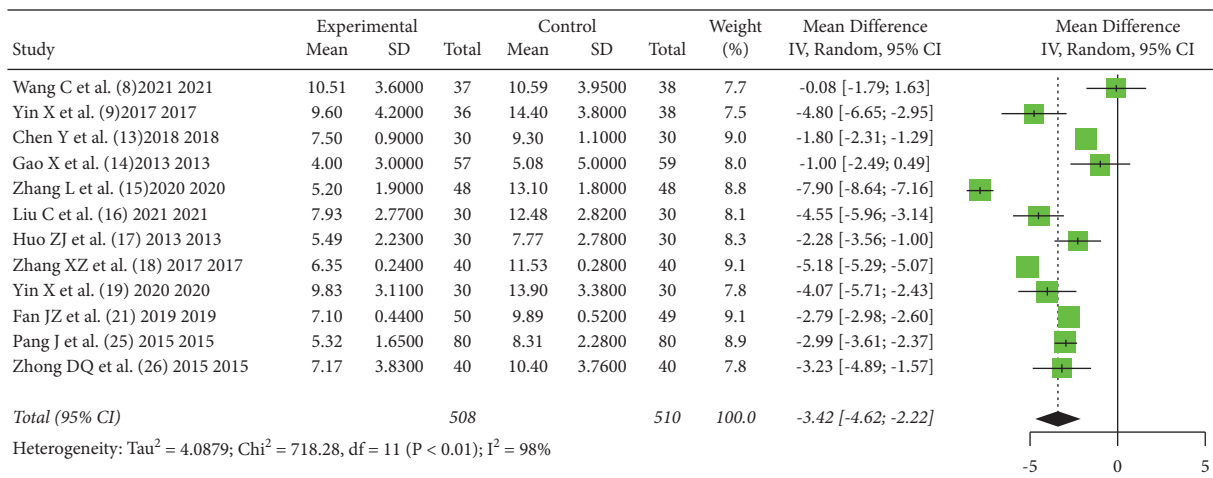 Experimental Control Weight Mean Difference Mean Difference
Study Mean SD Total Mean SD Total (%) IV, Random, 95% CI IV, Random, 95% CI
Wang C et al. (8)2021 2021 10.51 3.6000 37 10.59 3.9500 38 7.7 -0.08 [-1.79; 1.63]
Yin X et al. (9)2017 2017 9.60 4.2000 36 14.40 3.8000 38 7.5 -4.80 [-6.65; -2.95]
Chen Y et al. (13)2018 2018 7.50 0.9000 30 9.30 1.1000 30 9.0 -1.80 [-2.31; -1.29]
Gao X et al. (14)2013 2013 4.00 3.0000 57 5.08 5.0000 59 8.0 -1.00 [-2.49; 0.49]
Zhang L et al. (15)2020 2020 5.20 1.9000 48 13.10 1.8000 48 8.8 -7.90 [-8.64; -7.16]
Liu C et al. (16) 2021 2021 7.93 2.7700 30 12.48 2.8200 30 8.1 -4.55 [-5.96; -3.14]
Huo ZJ et al. (17) 2013 2013 5.49 2.2300 30 7.77 2.7800 30 8.3 -2.28 [-3.56; -1.00]
Zhang XZ et al. (18) 2017 2017 6.35 0.2400 40 11.53 0.2800 40 9.1 -5.18 [-5.29; -5.07]
Yin X et al. (19) 2020 2020 9.83 3.1100 30 13.90 3.3800 30 7.8 -4.07 [-5.71; -2.43]
Fan JZ et al. (21) 2019 2019 7.10 0.4400 50 9.89 0.5200 49 9.1 -2.79 [-2.98; -2.60]
Pang J et al. (25) 2015 2015 5.32 1.6500 80 8.31 2.2800 80 8.9 -2.99 [-3.61; -2.37]
Zhong DQ et al. (26) 2015 2015 7.17 3.8300 40 10.40 3.7600 40 7.8 -3.23 [-4.89; -1.57]
Total (95% CI) 508 510 100.0 -3.42 [-4.62; -2.22]
Heterogeneity: Tau² = 4.0879; Chi² = 718.28, df = 11 (P < 0.01); I² = 98%
-5 0 5